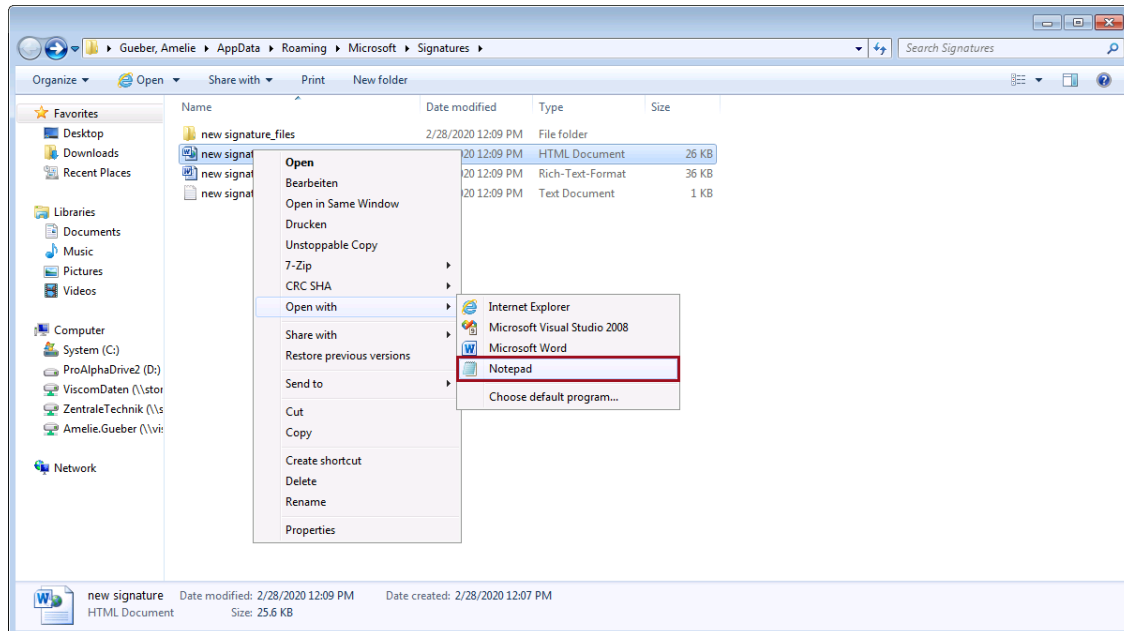 Gueber, Amelie AppData Roaming Microsoft Signatures
Search Signatures
Organize Open Share with Print New folder
Favorites
Desktop
Downloads
Recent Places
Libraries
Documents
Music
Pictures
Videos
Computer
System (C:)
ProAlphaDrive2 (D:)
ViscomDaten (\\stor
ZentraleTechnik (\\s
Amelie.Gueber (\\vis
Network
Name Date modified Type Size
new signature_files 2/28/2020 12:09 PM File folder
new signat 20 12:09 PM HTML Document 26 KB
new signat 20 12:09 PM Rich-Text-Format 36 KB
new signat 20 12:09 PM Text Document 1 KB
Open
Bearbeiten
Open in Same Window
Drucken
Unstoppable Copy
7-Zip
CRC SHA
Open with
Share with
Restore previous versions
Send to
Cut
Copy
Create shortcut
Delete
Rename
Properties
Internet Explorer
Microsoft Visual Studio 2008
Microsoft Word
Notepad
Choose default program...
new signature Date modified: 2/28/2020 12:09 PM Date created: 2/28/2020 12:07 PM
HTML Document Size: 25.6 KB